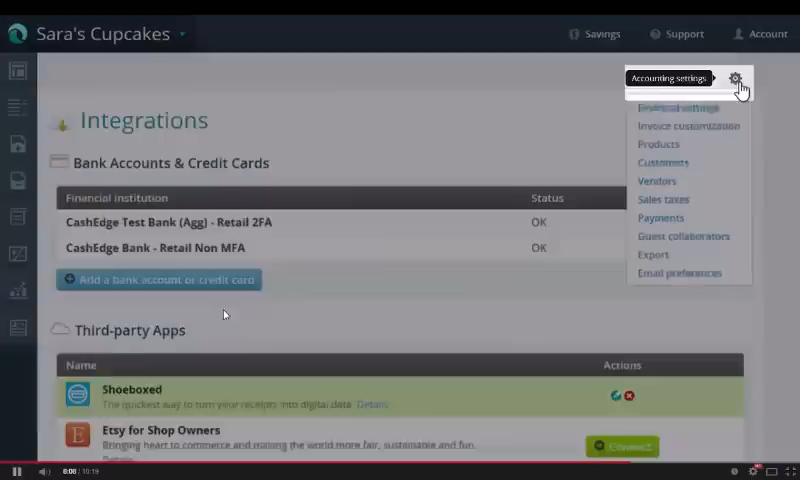 Sara's Cupcakes
Savings
Support
Account
Accounting settings
Financial settings
Invoice customization
Products
Customers
Vendors
Sales taxes
Payments
Guest collaborators
Export
Email preferences
Integrations
Bank Accounts & Credit Cards
Financial institution Status
CashEdge Test Bank (Agg) - Retail 2FA OK
CashEdge Bank - Retail Non MFA OK
Add a bank account or credit card
Third-party Apps
Name Actions
Shoeboxed
The quickest way to turn your receipts into digital data. Details
Etsy for Shop Owners
Bringing heart to commerce and making the world more fair, sustainable and fun.
Details
Connect
8:08 / 10:19